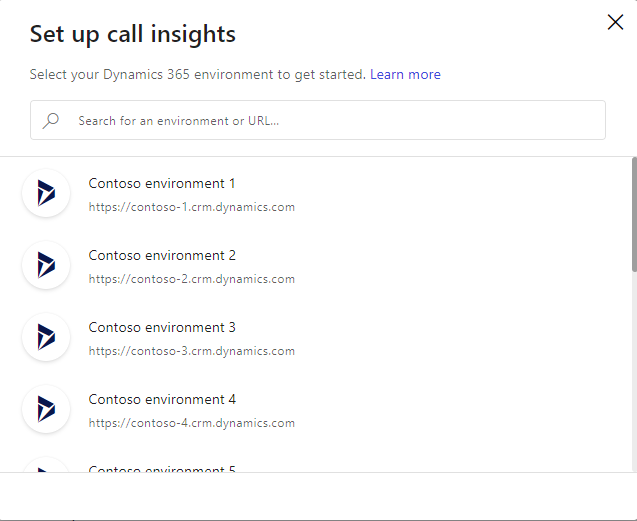 Set up call insights
Select your Dynamics 365 environment to get started. Learn more
Search for an environment or URL...
Contoso environment 1
https://contoso-1.crm.dynamics.com
Contoso environment 2
https://contoso-2.crm.dynamics.com
Contoso environment 3
https://contoso-3.crm.dynamics.com
Contoso environment 4
https://contoso-4.crm.dynamics.com
Contoso environment 5